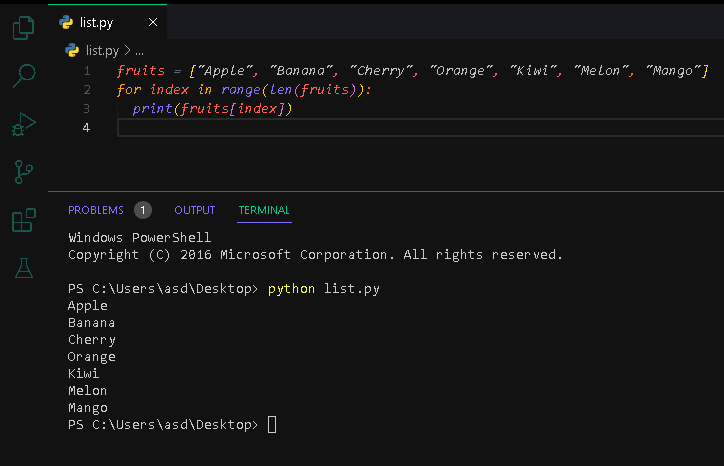 list.py
list.py > ...
1 fruits = ["Apple", "Banana", "Cherry", "Orange", "Kiwi", "Melon", "Mango"]
2 for index in range(len(fruits)):
3   print(fruits[index])
4
PROBLEMS 1 OUTPUT TERMINAL
Windows PowerShell
Copyright (C) 2016 Microsoft Corporation. All rights reserved.
PS C:\Users\asd\Desktop> python list.py
Apple
Banana
Cherry
Orange
Kiwi
Melon
Mango
PS C:\Users\asd\Desktop>